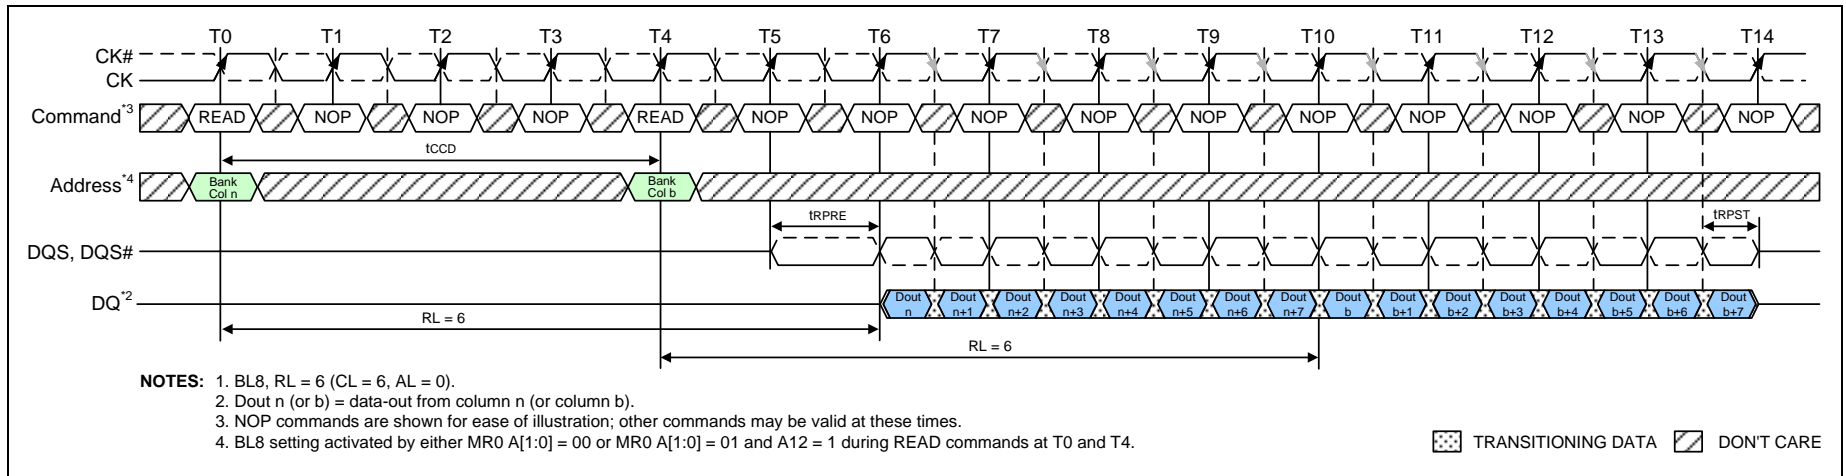 T0 T1 T2 T3 T4 T5 T6 T7 T8 T9 T10 T11 T12 T13 T14
CK#
CK
Command*3 READ NOP NOP NOP READ NOP NOP NOP NOP NOP NOP NOP NOP NOP NOP
tCCD
Address*4 Bank Col n Bank Col b
tRPRE tRPST
DQS, DQS#
DQ*2 Dout n Dout n+1 Dout n+2 Dout n+3 Dout n+4 Dout n+5 Dout n+6 Dout n+7 Dout b Dout b+1 Dout b+2 Dout b+3 Dout b+4 Dout b+5 Dout b+6 Dout b+7
RL = 6
RL = 6
NOTES: 1. BL8, RL = 6 (CL = 6, AL = 0).
2. Dout n (or b) = data-out from column n (or column b).
3. NOP commands are shown for ease of illustration; other commands may be valid at these times.
4. BL8 setting activated by either MR0 A[1:0] = 00 or MR0 A[1:0] = 01 and A12 = 1 during READ commands at T0 and T4.
TRANSITIONING DATA DON'T CARE